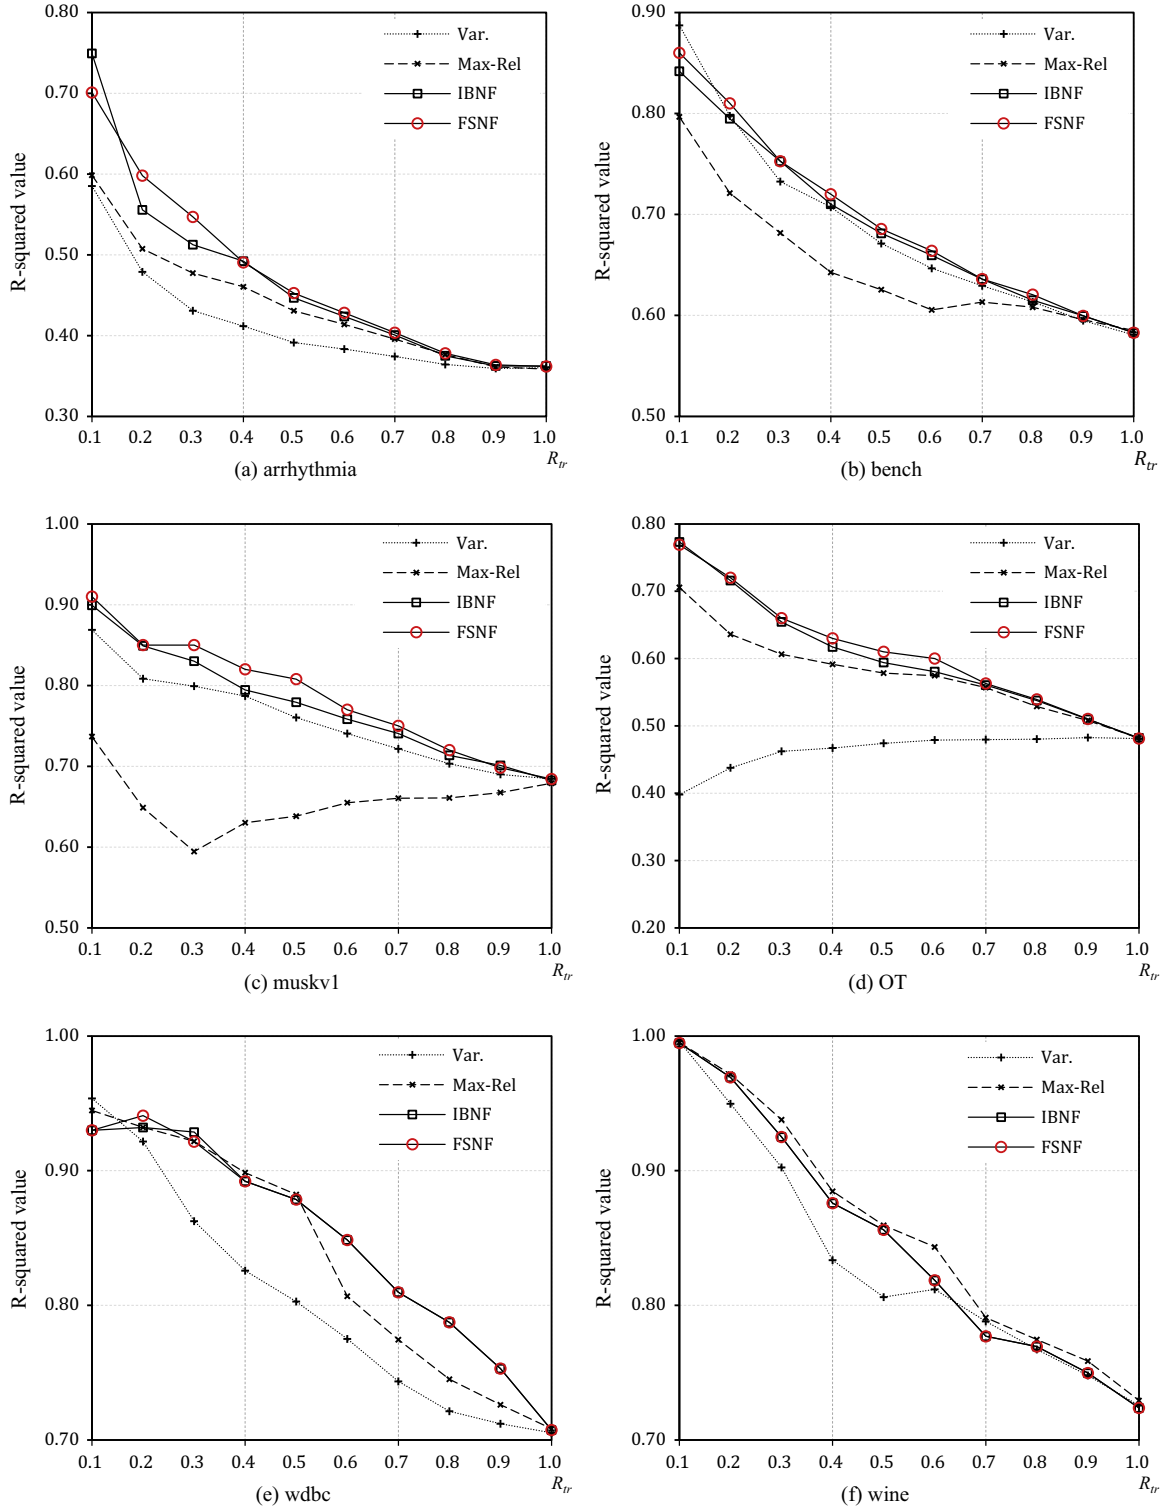 0.80
0.70
0.60
0.50
0.40
0.30
R-squared value
Var.
Max-Rel
IBNF
FSNF
0.1 0.2 0.3 0.4 0.5 0.6 0.7 0.8 0.9 1.0
R_tr
(a) arrhythmia
0.90
0.80
0.70
0.60
0.50
R-squared value
Var.
Max-Rel
IBNF
FSNF
0.1 0.2 0.3 0.4 0.5 0.6 0.7 0.8 0.9 1.0
R_tr
(b) bench
1.00
0.90
0.80
0.70
0.60
0.50
R-squared value
Var.
Max-Rel
IBNF
FSNF
0.1 0.2 0.3 0.4 0.5 0.6 0.7 0.8 0.9 1.0
R_tr
(c) muskv1
0.80
0.70
0.60
0.50
0.40
0.30
0.20
R-squared value
Var.
Max-Rel
IBNF
FSNF
0.1 0.2 0.3 0.4 0.5 0.6 0.7 0.8 0.9 1.0
R_tr
(d) OT
1.00
0.90
0.80
0.70
R-squared value
Var.
Max-Rel
IBNF
FSNF
0.1 0.2 0.3 0.4 0.5 0.6 0.7 0.8 0.9 1.0
R_tr
(e) wdbc
1.00
0.90
0.80
0.70
R-squared value
Var.
Max-Rel
IBNF
FSNF
0.1 0.2 0.3 0.4 0.5 0.6 0.7 0.8 0.9 1.0
R_tr
(f) wine